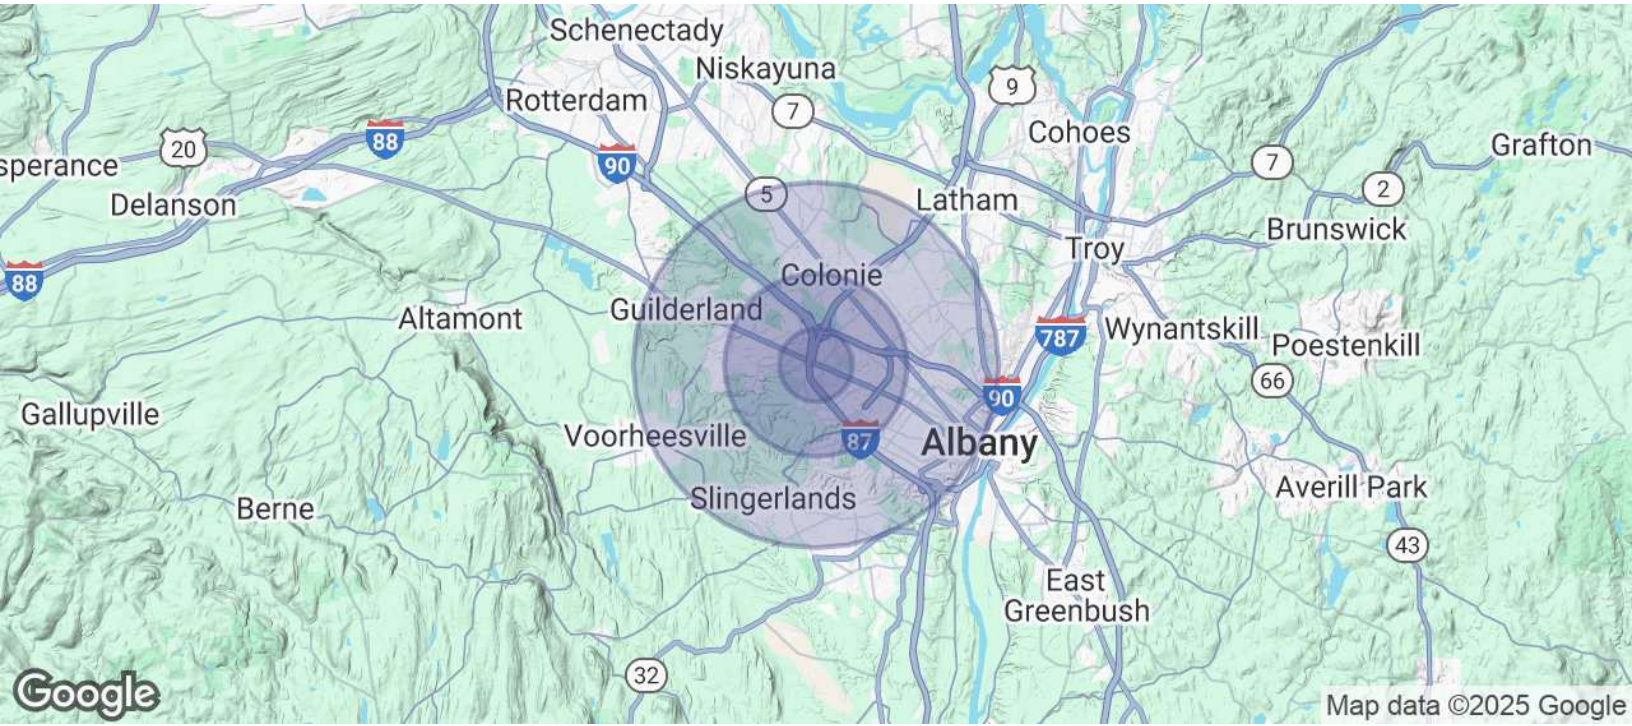 Schenectady
Niskayuna
Rotterdam
9
7
88
20
90
Cohoes
Grafton
sperance
7
2
Delanson
5
Latham
Brunswick
Troy
88
Colonie
Guilderland
Altamont
787
Wynantskill
Poestenkill
66
90
Gallupville
Voorheesville
87
Albany
Slingerlands
Averill Park
Berne
43
East
Greenbush
32
Google
Map data ©2025 Google